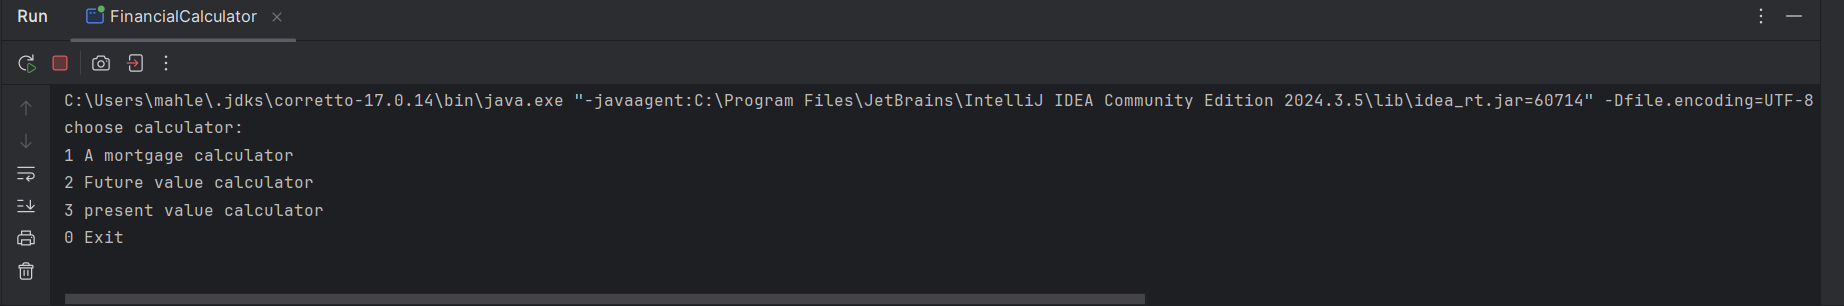 Run FinancialCalculator
C:\Users\mahle\.jdks\corretto-17.0.14\bin\java.exe "-javaagent:C:\Program Files\JetBrains\IntelliJ IDEA Community Edition 2024.3.5\lib\idea_rt.jar=60714" -Dfile.encoding=UTF-8
choose calculator:
1 A mortgage calculator
2 Future value calculator
3 present value calculator
0 Exit